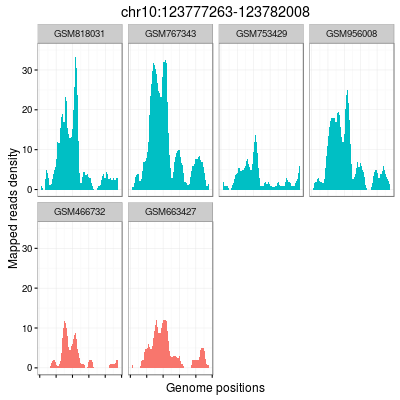 chr10:123777263-123782008
GSM818031 GSM767343 GSM753429 GSM956008
30
20
10
0
GSM466732 GSM663427
30
20
10
0
Mapped reads density
Genome positions